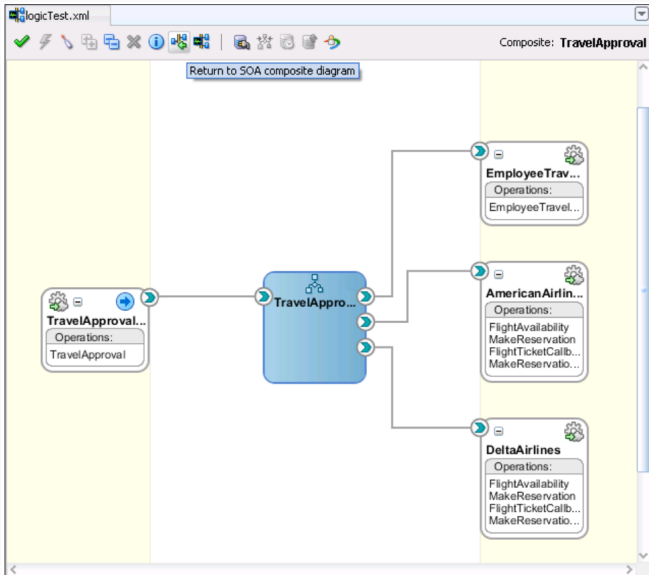 logicTest.xml
Composite: TravelApproval
Return to SOA composite diagram
TravelApproval...
Operations:
TravelApproval
TravelAppro...
EmployeeTrav...
Operations:
EmployeeTravel...
AmericanAirlin...
Operations:
FlightAvailability
MakeReservation
FlightTicketCallb...
MakeReservatio...
DeltaAirlines
Operations:
FlightAvailability
MakeReservation
FlightTicketCallb...
MakeReservatio...